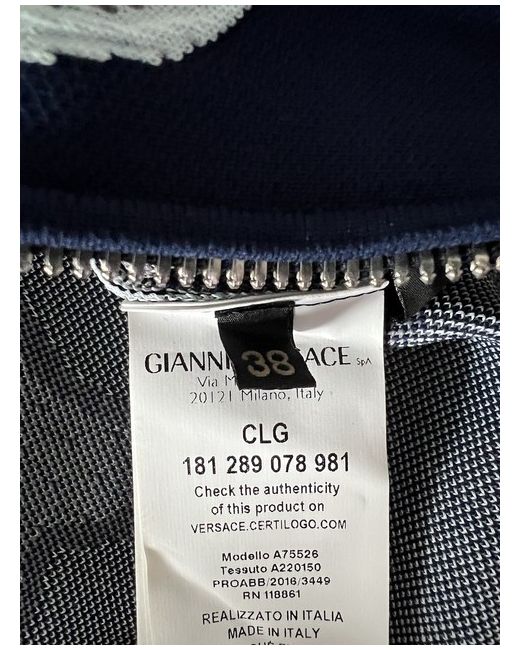 GIANNI ACE SpA
38
Via M
20121 Milano, Italy
CLG
181 289 078 981
Check the authenticity
of this product on
VERSACE.CERTILOGO.COM
Modello A75526
Tessuto A220150
PROABB/2016/3449
RN 118861
REALIZZATO IN ITALIA
MADE IN ITALY